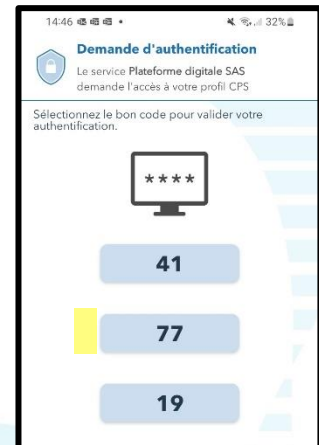 14:46
32%
Demande d'authentification
Le service Plateforme digitale SAS
demande l'accès à votre profil CPS
Sélectionnez le bon code pour valider votre
authentification.
****
41
77
19